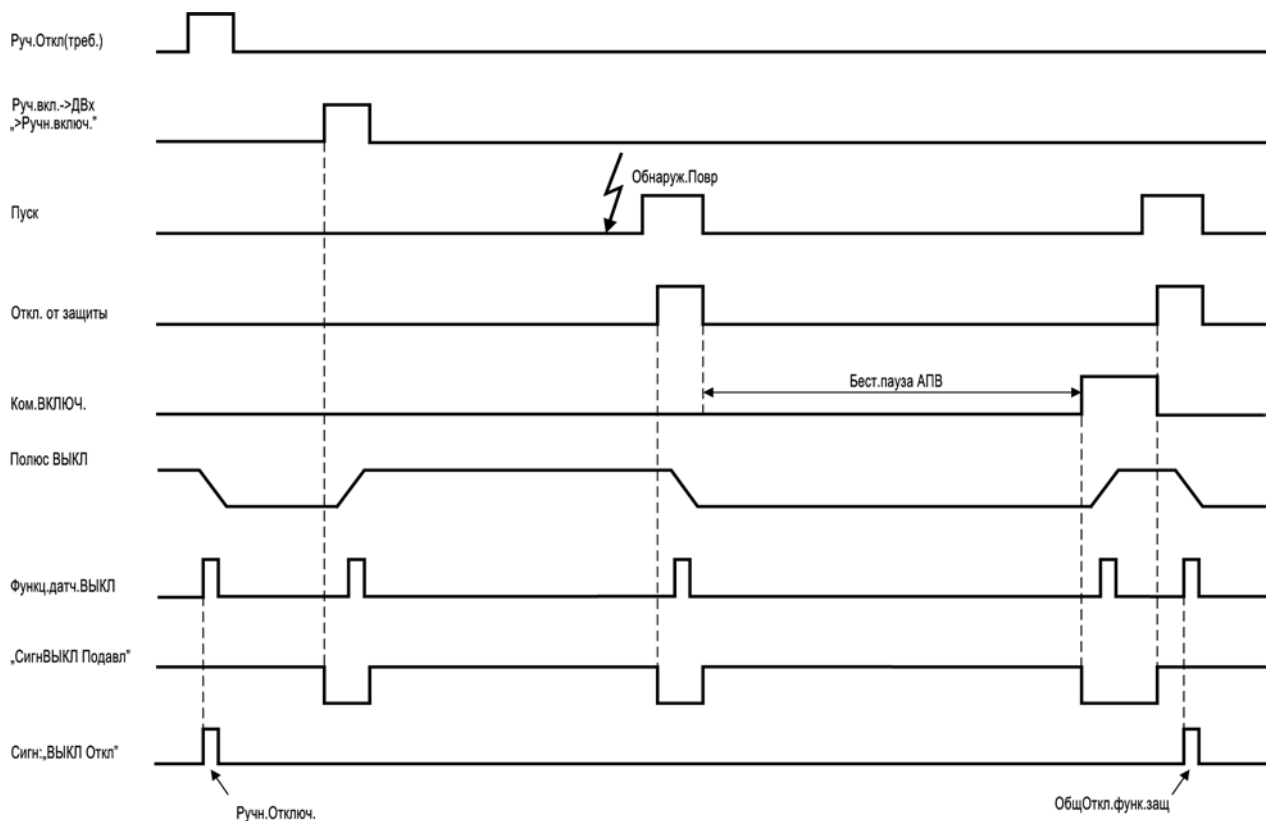 Руч.Откл(треб.)
Руч.вкл.->ДВх
„>Ручн.включ.”
Обнаруж.Повр
Пуск
Откл. от защиты
Бест.пауза АПВ
Ком.ВКЛЮЧ.
Полюс ВЫКЛ
Функц.датч.ВЫКЛ
„СигнВЫКЛ Подавл”
Сигн:„ВЫКЛ Откл”
Ручн.Отключ.
ОбщОткл.функ.защ